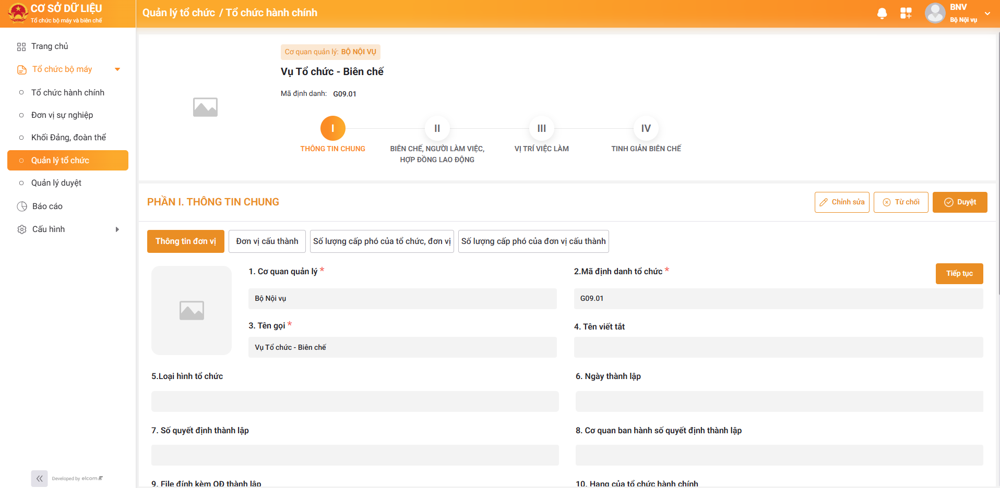 CƠ SỞ DỮ LIỆU
Tổ chức bộ máy và biên chế
Quản lý tổ chức / Tổ chức hành chính
BNV
Bộ Nội vụ
Trang chủ
Tổ chức bộ máy
Tổ chức hành chính
Đơn vị sự nghiệp
Khối Đảng, đoàn thể
Quản lý tổ chức
Quản lý duyệt
Báo cáo
Cấu hình
Developed by elcom
Cơ quan quản lý: BỘ NỘI VỤ
Vụ Tổ chức - Biên chế
Mã định danh: G09.01
I
II
III
IV
THÔNG TIN CHUNG
BIÊN CHẾ, NGƯỜI LÀM VIỆC,
HỢP ĐỒNG LAO ĐỘNG
VỊ TRÍ VIỆC LÀM
TINH GIẢN BIÊN CHẾ
PHẦN I. THÔNG TIN CHUNG
Chỉnh sửa
Từ chối
Duyệt
Thông tin đơn vị
Đơn vị cấu thành
Số lượng cấp phó của tổ chức, đơn vị
Số lượng cấp phó của đơn vị cấu thành
1. Cơ quan quản lý *
2.Mã định danh tổ chức *
Tiếp tục
Bộ Nội vụ
G09.01
3. Tên gọi *
4. Tên viết tắt
Vụ Tổ chức - Biên chế
5.Loại hình tổ chức
6. Ngày thành lập
7. Số quyết định thành lập
8. Cơ quan ban hành số quyết định thành lập
9. File đính kèm QĐ thành lập
10. Hạng của tổ chức hành chính